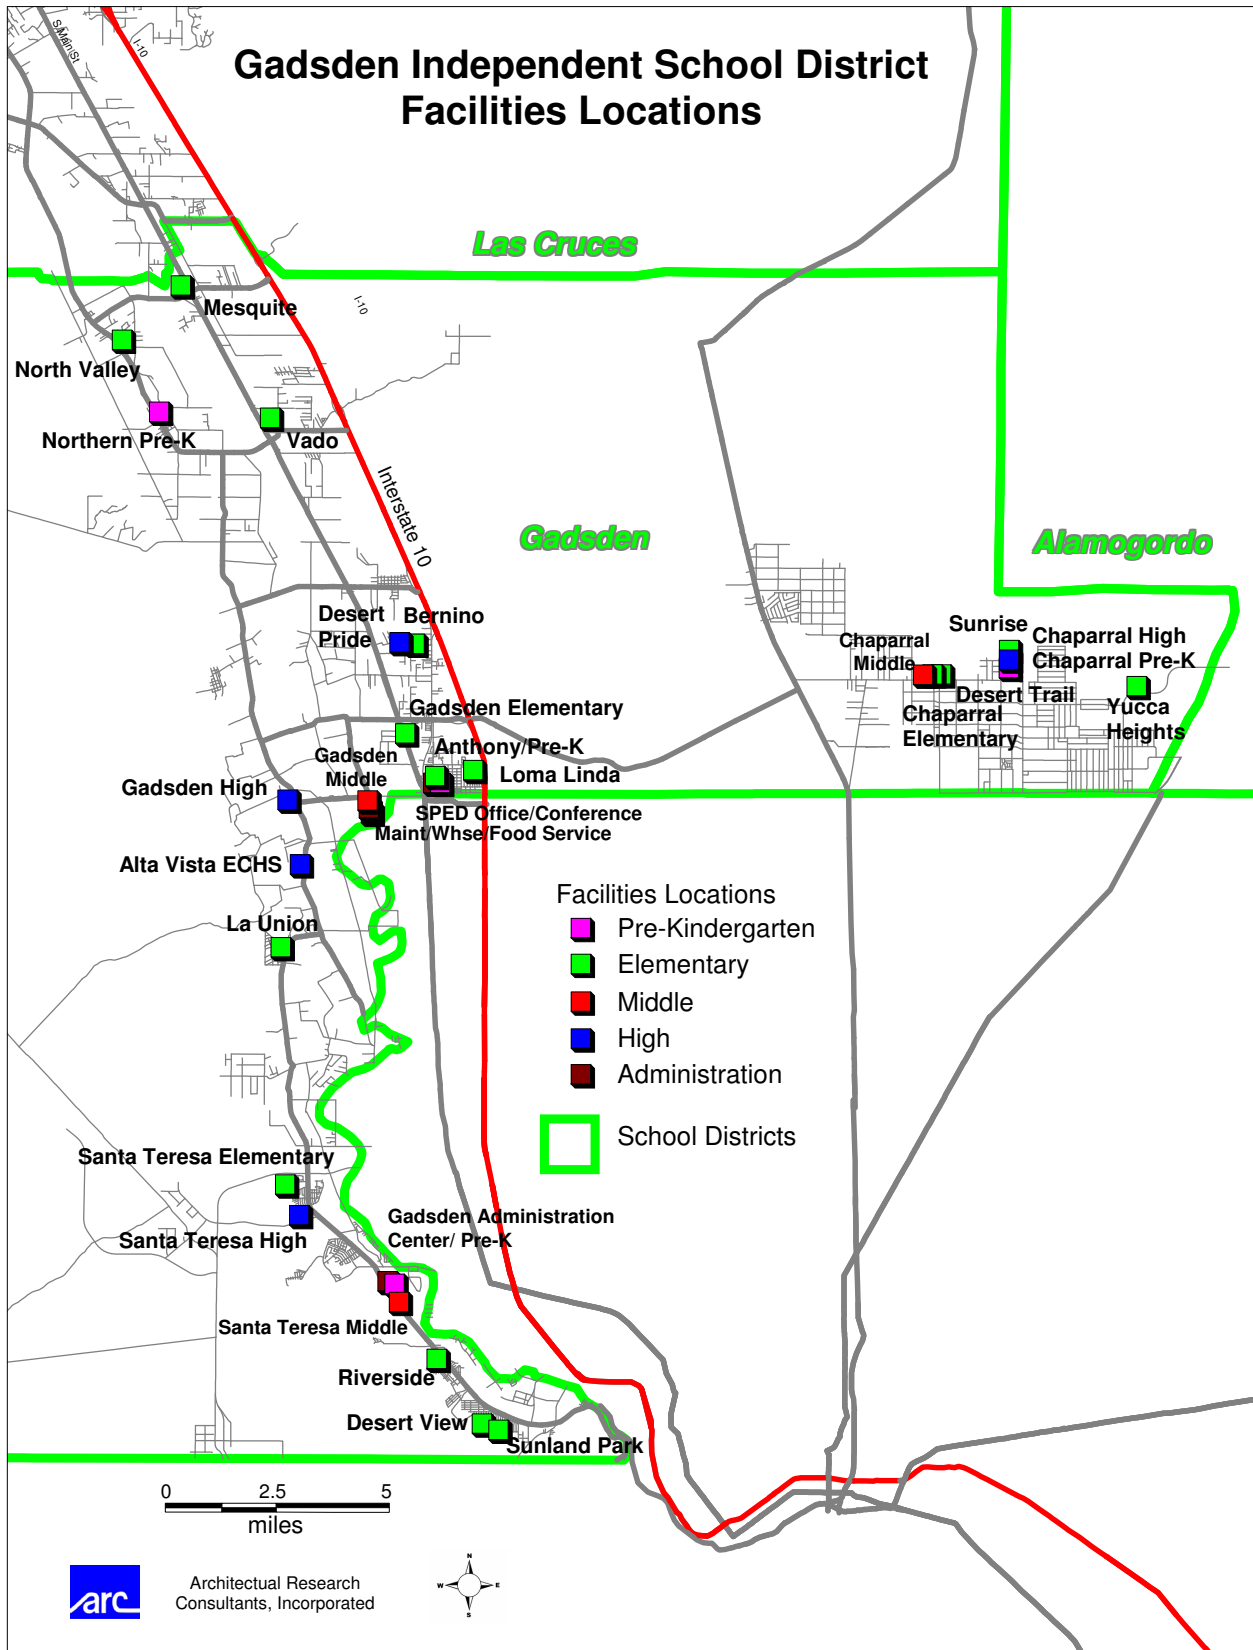 Gadsden Independent School District
Facilities Locations
S/Main St
I-10
Las Cruces
Mesquite
I-10
North Valley
Northern Pre-K
Vado
Interstate 10
Gadsden
Alamogordo
Desert
Pride
Bernino
Sunrise
Chaparral High
Chaparral Pre-K
Chaparral
Middle
Desert Trail
Yucca
Heights
Chaparral
Elementary
Gadsden Elementary
Anthony/Pre-K
Gadsden
Middle
Loma Linda
Gadsden High
SPED Office/Conference
Maint/Whse/Food Service
Alta Vista ECHS
La Union
Facilities Locations
Pre-Kindergarten
Elementary
Middle
High
Administration
School Districts
Santa Teresa Elementary
Santa Teresa High
Gadsden Administration
Center/ Pre-K
Santa Teresa Middle
Riverside
Desert View
Sunland Park
0 2.5 5
miles
arc
Architectual Research
Consultants, Incorporated
N
W E
S